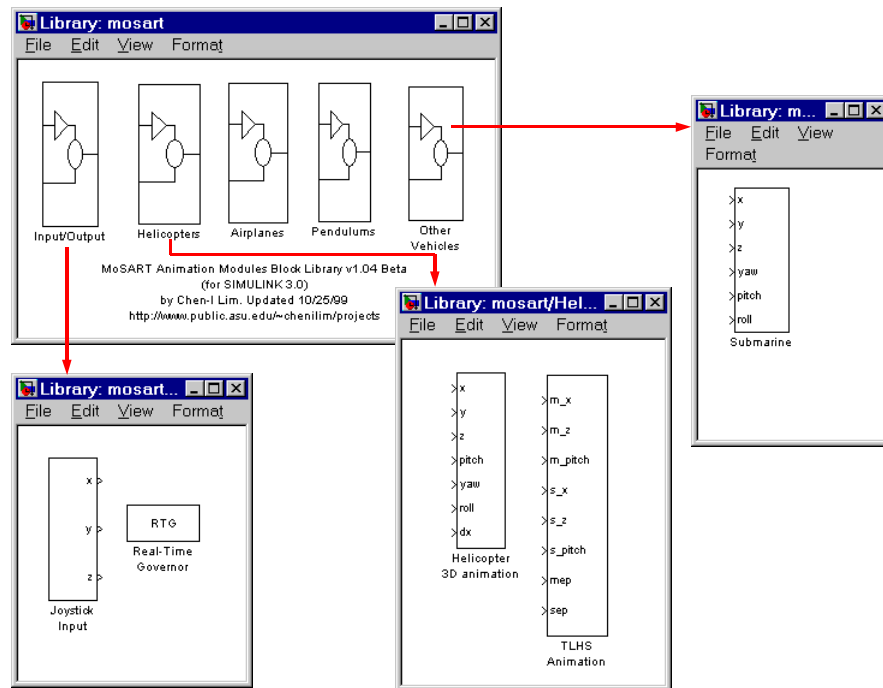 Library: mosart
File Edit View Format
Input/Output
Helicopters
Airplanes
Pendulums
Other
Vehicles
MoSART Animation Modules Block Library v1.04 Beta
(for SIMULINK 3.0)
by Chen-I Lim. Updated 10/25/99
http://www.public.asu.edu/~chenilim/projects
Library: m...
File Edit View
Format
x
y
z
yaw
pitch
roll
Submarine
Library: mosart/Hel...
File Edit View Format
x
y
z
pitch
yaw
roll
dx
Helicopter
3D animation
m_x
m_z
m_pitch
s_x
s_z
s_pitch
mep
sep
TLHS
Animation
Library: mosart...
File Edit View Format
x
y
z
Joystick
Input
RTG
Real-Time
Governor